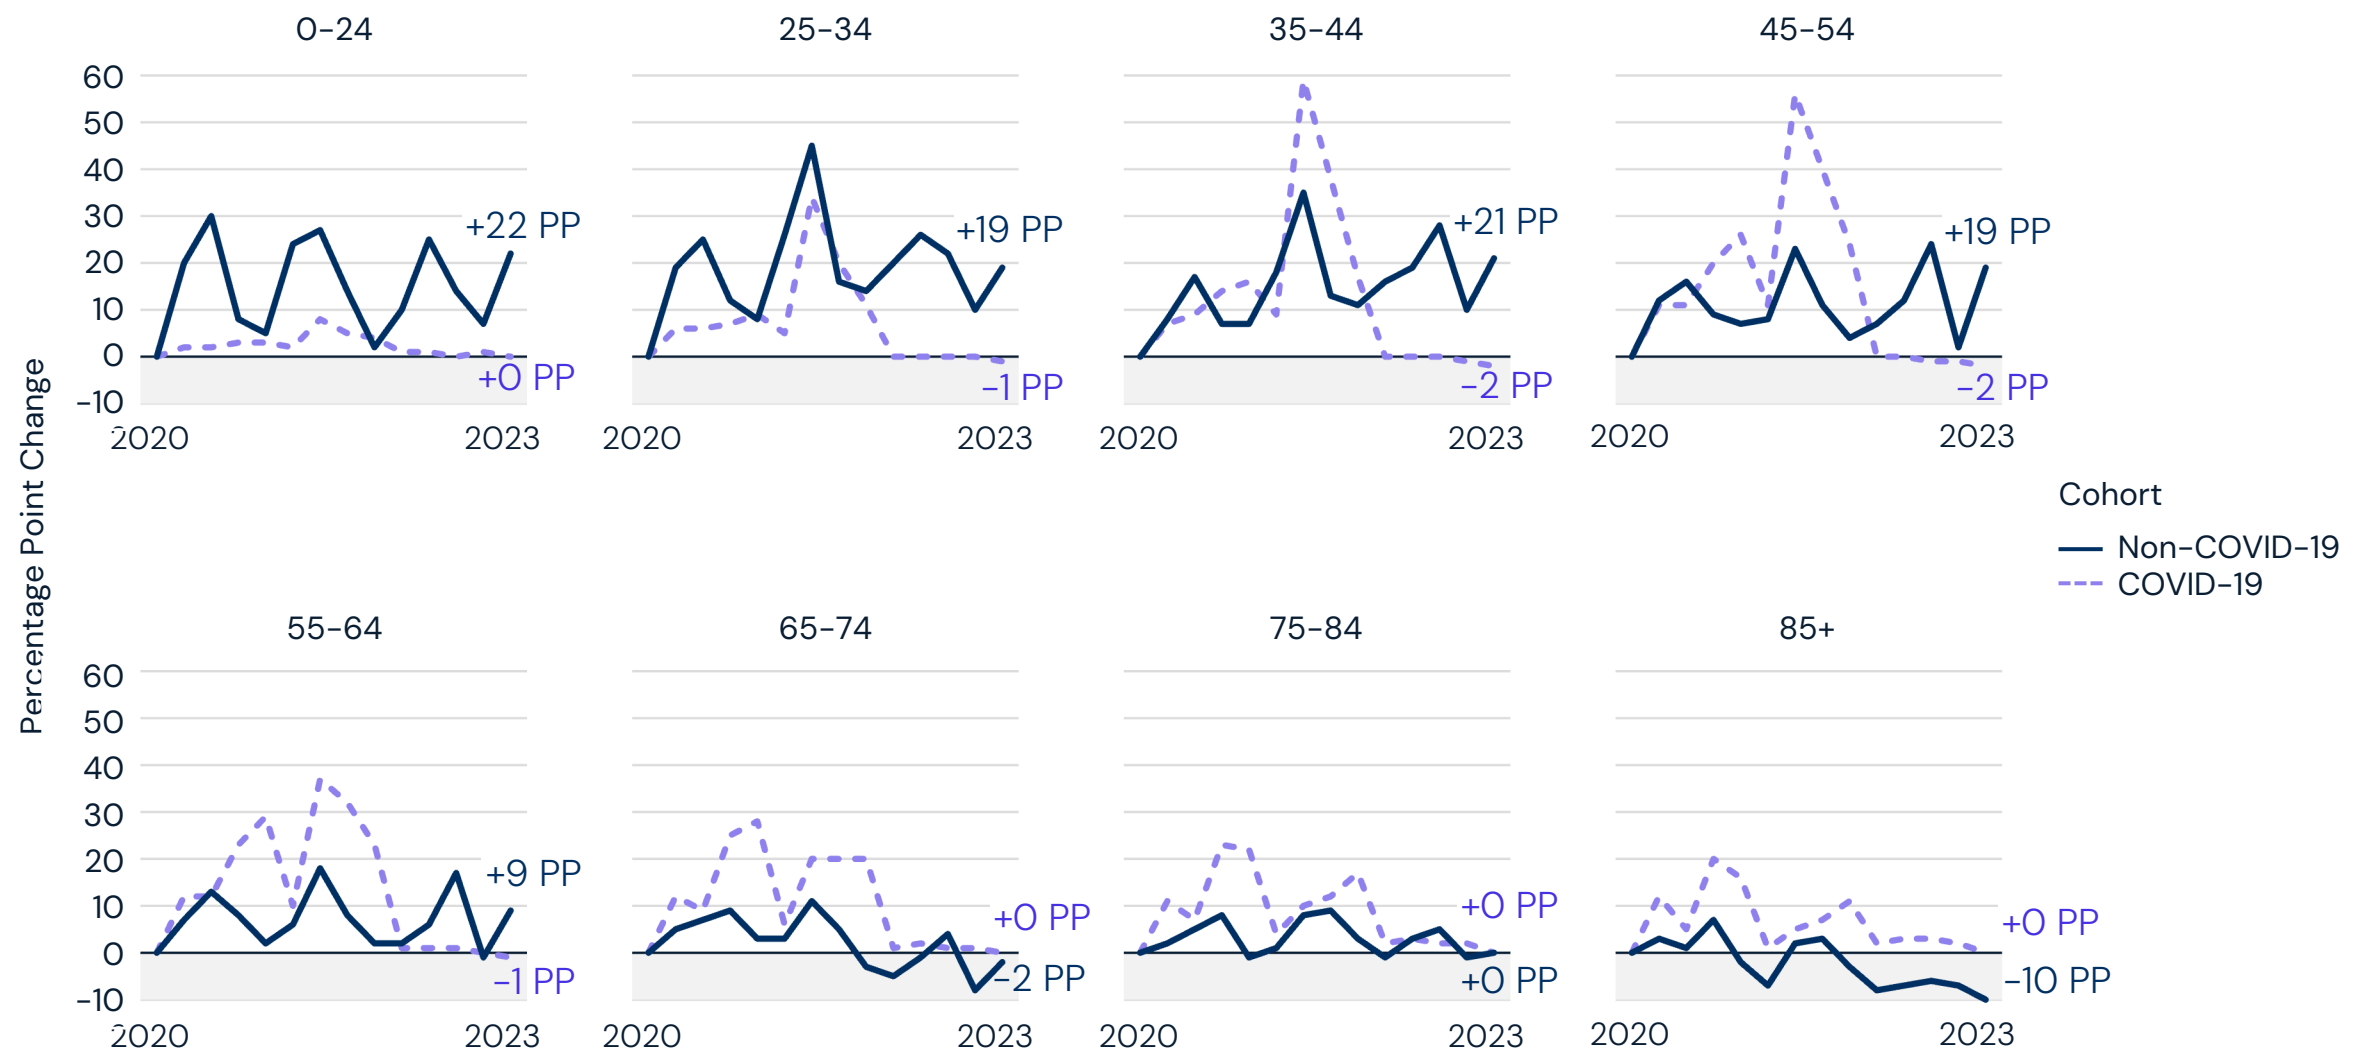 0-24
25-34
35-44
45-54
60
50
40
30
20
10
0
-10
+22 PP
+0 PP
+19 PP
-1 PP
+21 PP
-2 PP
+19 PP
-2 PP
2020 2023
2020 2023
2020 2023
2020 2023
Percentage Point Change
Cohort
Non-COVID-19
COVID-19
55-64
65-74
75-84
85+
60
50
40
30
20
10
0
-10
+9 PP
-1 PP
+0 PP
-2 PP
+0 PP
+0 PP
+0 PP
-10 PP
2020 2023
2020 2023
2020 2023
2020 2023